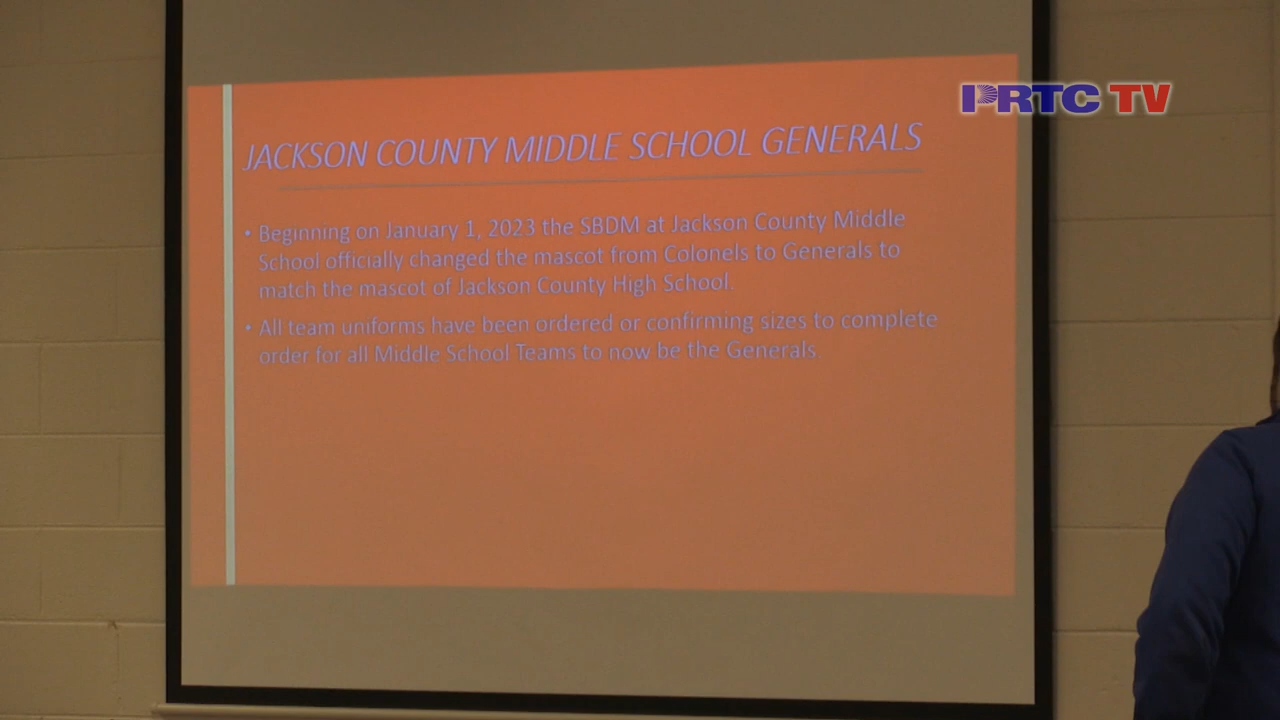 PRTC TV
JACKSON COUNTY MIDDLE SCHOOL GENERALS
• Beginning on January 1, 2023 the SBDM at Jackson County Middle
School officially changed the mascot from Colonels to Generals to
match the mascot of Jackson County High School.
• All team uniforms have been ordered or confirming sizes to complete
order for all Middle School Teams to now be the Generals.